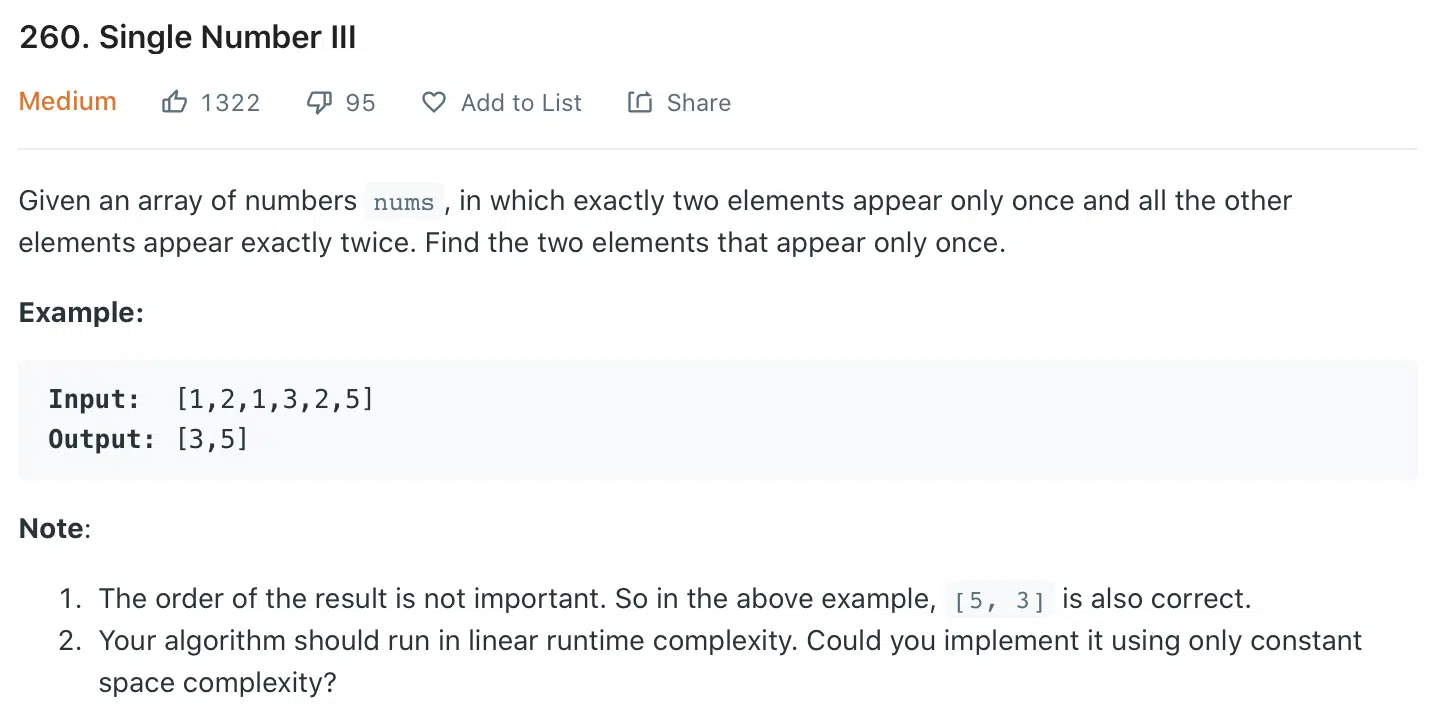 260. Single Number III
Medium 1322 95 Add to List Share
Given an array of numbers nums , in which exactly two elements appear only once and all the other
elements appear exactly twice. Find the two elements that appear only once.
Example:
Input:  [1,2,1,3,2,5]
Output: [3,5]
Note:
1. The order of the result is not important. So in the above example, [5, 3] is also correct.
2. Your algorithm should run in linear runtime complexity. Could you implement it using only constant
space complexity?